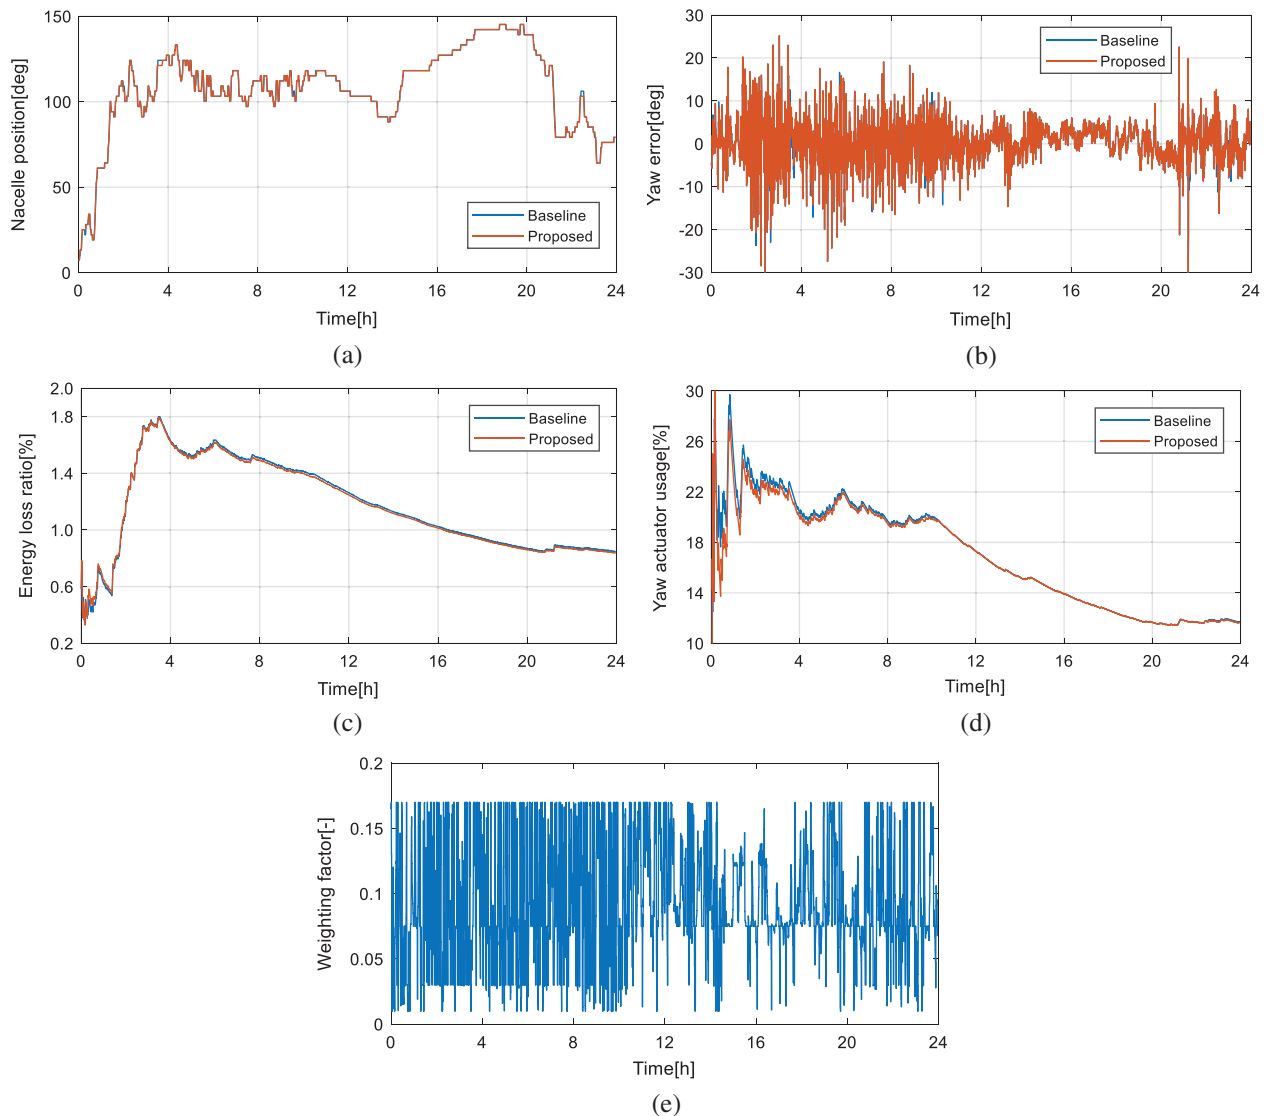 Nacelle position[deg]
150
100
50
0
0 4 8 12 16 20 24
Time[h]
Baseline
Proposed
(a)
Yaw error[deg]
30
20
10
0
-10
-20
-30
0 4 8 12 16 20 24
Time[h]
Baseline
Proposed
(b)
Energy loss ratio[%]
2.0
1.8
1.4
1.0
0.6
0.2
0 4 8 12 16 20 24
Time[h]
Baseline
Proposed
(c)
Yaw actuator usage[%]
30
26
22
18
14
10
0 4 8 12 16 20 24
Time[h]
Baseline
Proposed
(d)
Weighting factor[-]
0.2
0.15
0.1
0.05
0
0 4 8 12 16 20 24
Time[h]
(e)